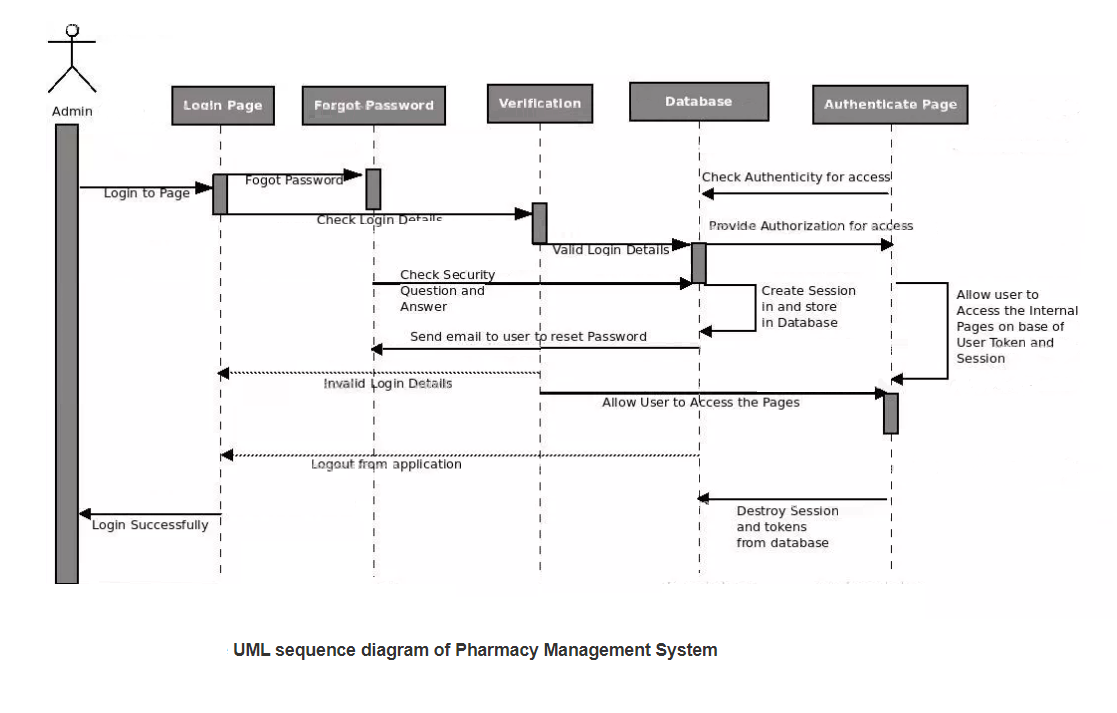 Admin
Login Page
Forgot Password
Verification
Database
Authenticate Page
Check Authenticity for access
Fogot Password
Login to Page
Check Login Details
Provide Authorization for access
Valid Login Details
Check Security
Question and
Answer
Create Session
in and store
in Database
Allow user to
Access the Internal
Pages on base of
User Token and
Session
Send email to user to reset Password
Invalid Login Details
Allow User to Access the Pages
Logout from application
Destroy Session
and tokens
from database
Login Successfully
UML sequence diagram of Pharmacy Management System